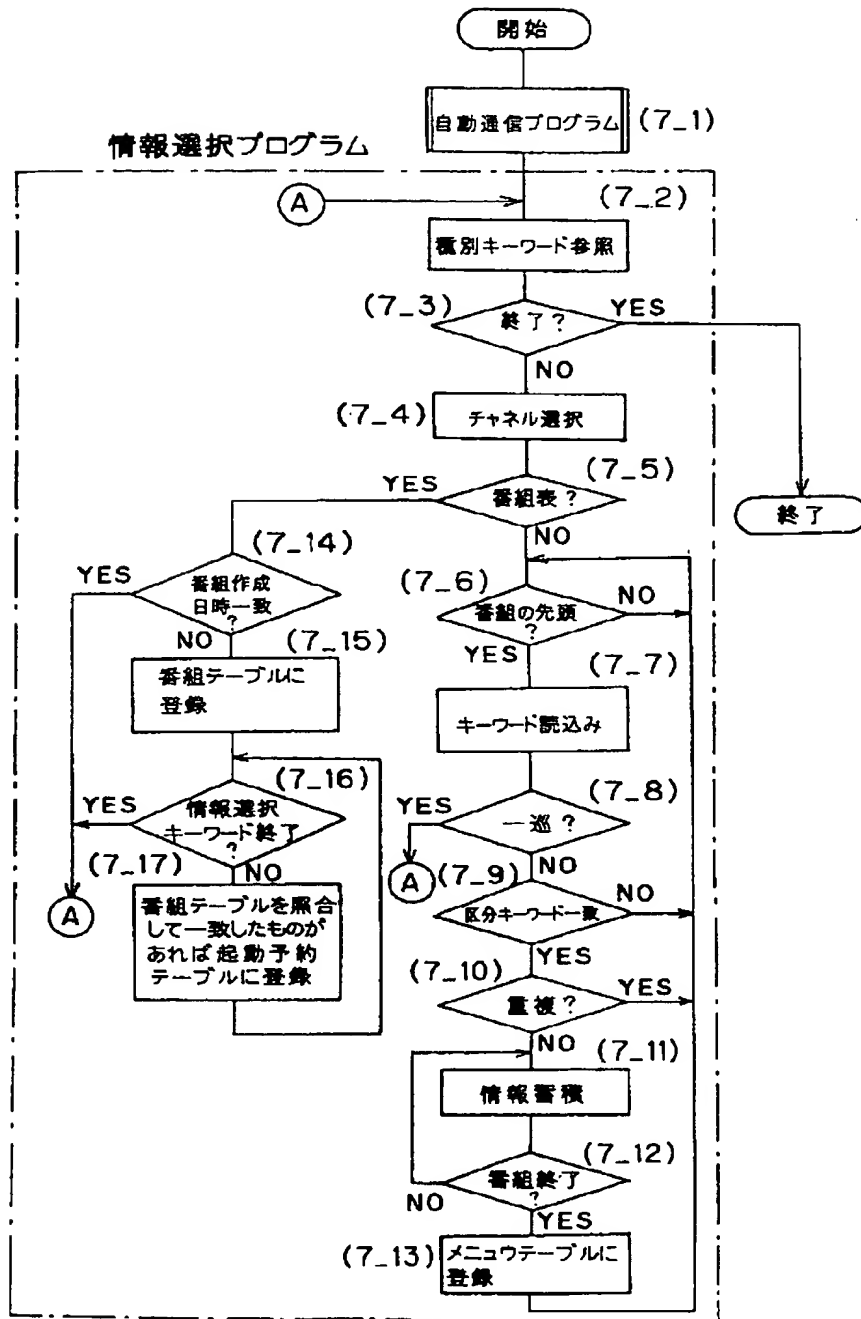 開始
自動通信プログラム
(7_1)
情報選択プログラム
A
(7_2)
種別キーワード参照
(7_3)
終了?
YES
NO
(7_4)
チャネル選択
(7_5)
YES
番組表?
終了
NO
(7_14)
YES
番組作成
日時一致
?
(7_6)
番組の先頭
?
NO
NO
(7_15)
YES
(7_7)
番組テーブルに
登録
キーワード読込み
(7_16)
YES
情報選択
キーワード終了
?
YES
一巡?
(7_8)
(7_17)
NO
A
(7_9)
NO
NO
A
番組テーブルを照合
して一致したものが
あれば起動予約
テーブルに登録
区分キーワード一致
YES
(7_10)
重複?
YES
NO
(7_11)
情報蓄積
(7_12)
番組終了
?
NO
YES
(7_13)
メニュウテーブルに
登録